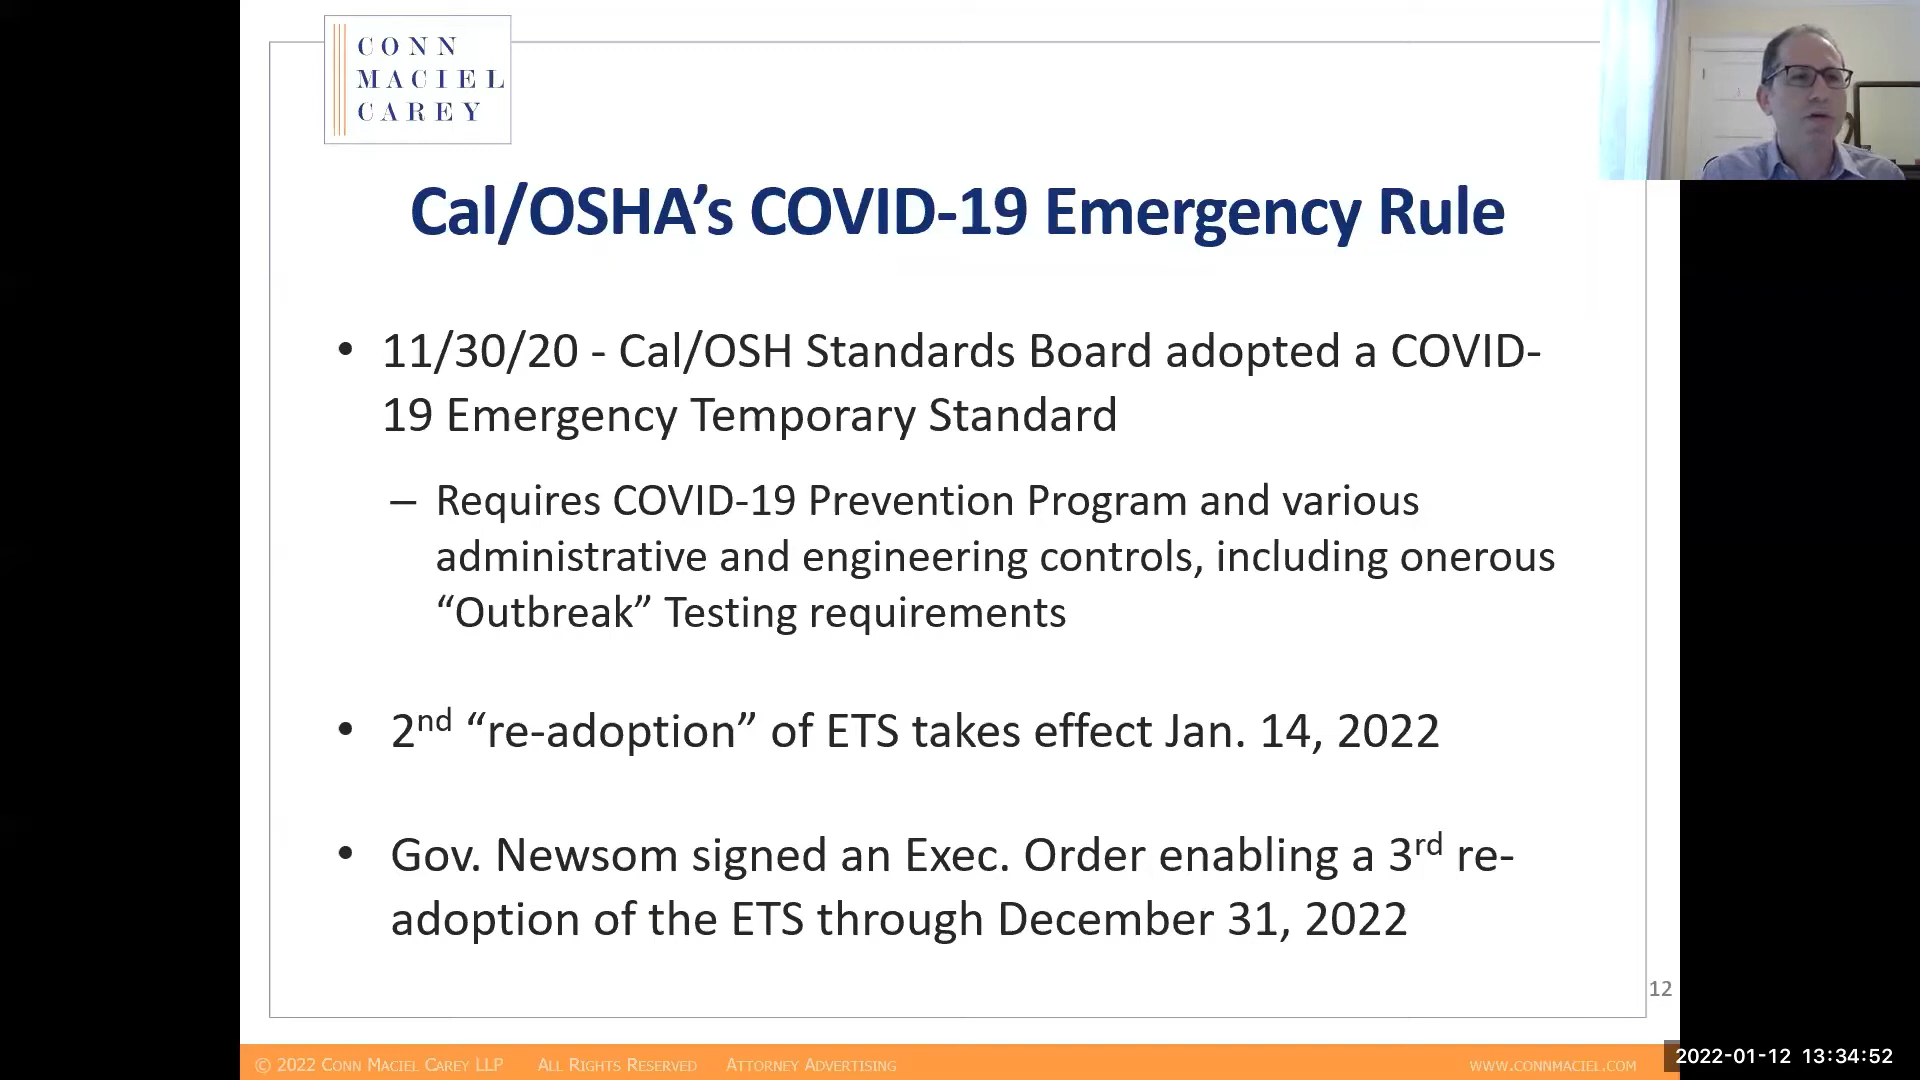 CONN
MACIEL
CAREY
Cal/OSHA’s COVID-19 Emergency Rule
• 11/30/20 - Cal/OSH Standards Board adopted a COVID-
19 Emergency Temporary Standard
– Requires COVID-19 Prevention Program and various
administrative and engineering controls, including onerous
“Outbreak” Testing requirements
• 2nd “re-adoption” of ETS takes effect Jan. 14, 2022
• Gov. Newsom signed an Exec. Order enabling a 3rd re-
adoption of the ETS through December 31, 2022
12
© 2022 CONN MACIEL CAREY LLP ALL RIGHTS RESERVED ATTORNEY ADVERTISING WWW.CONNMACIEL.COM
2022-01-12 13:34:52